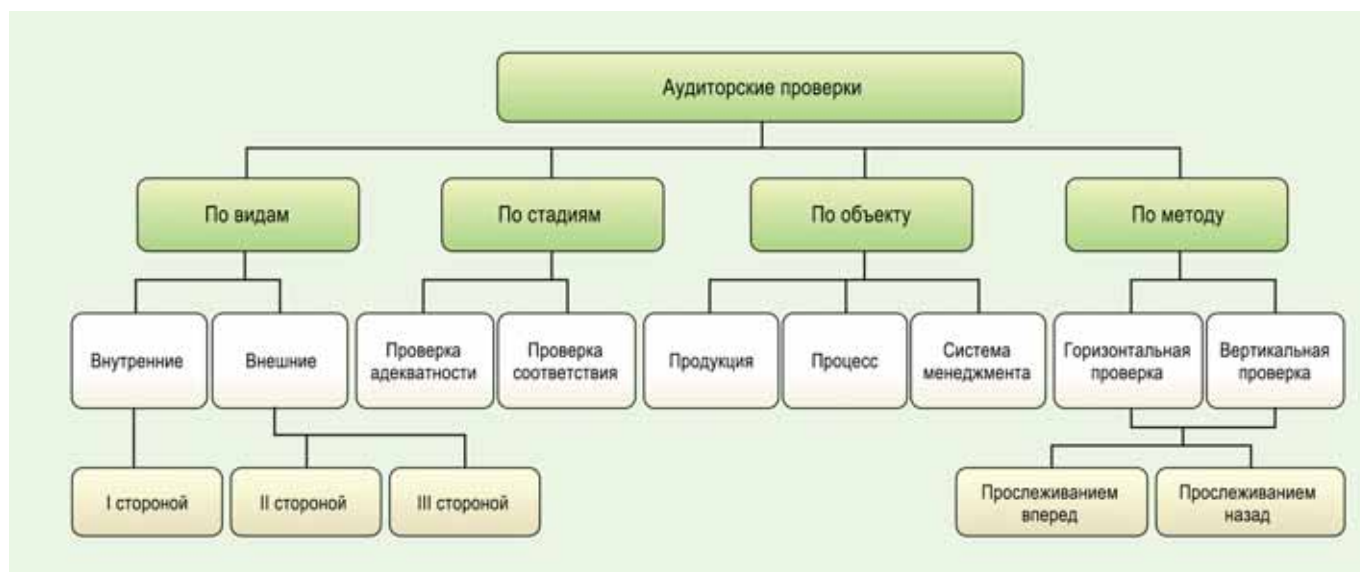 Аудиторские проверки
По видам
По стадиям
По объекту
По методу
Внутренние
Внешние
Проверка
адекватности
Проверка
соответствия
Продукция
Процесс
Система
менеджмента
Горизонтальная
проверка
Вертикальная
проверка
I стороной
II стороной
III стороной
Прослеживанием
вперед
Прослеживанием
назад